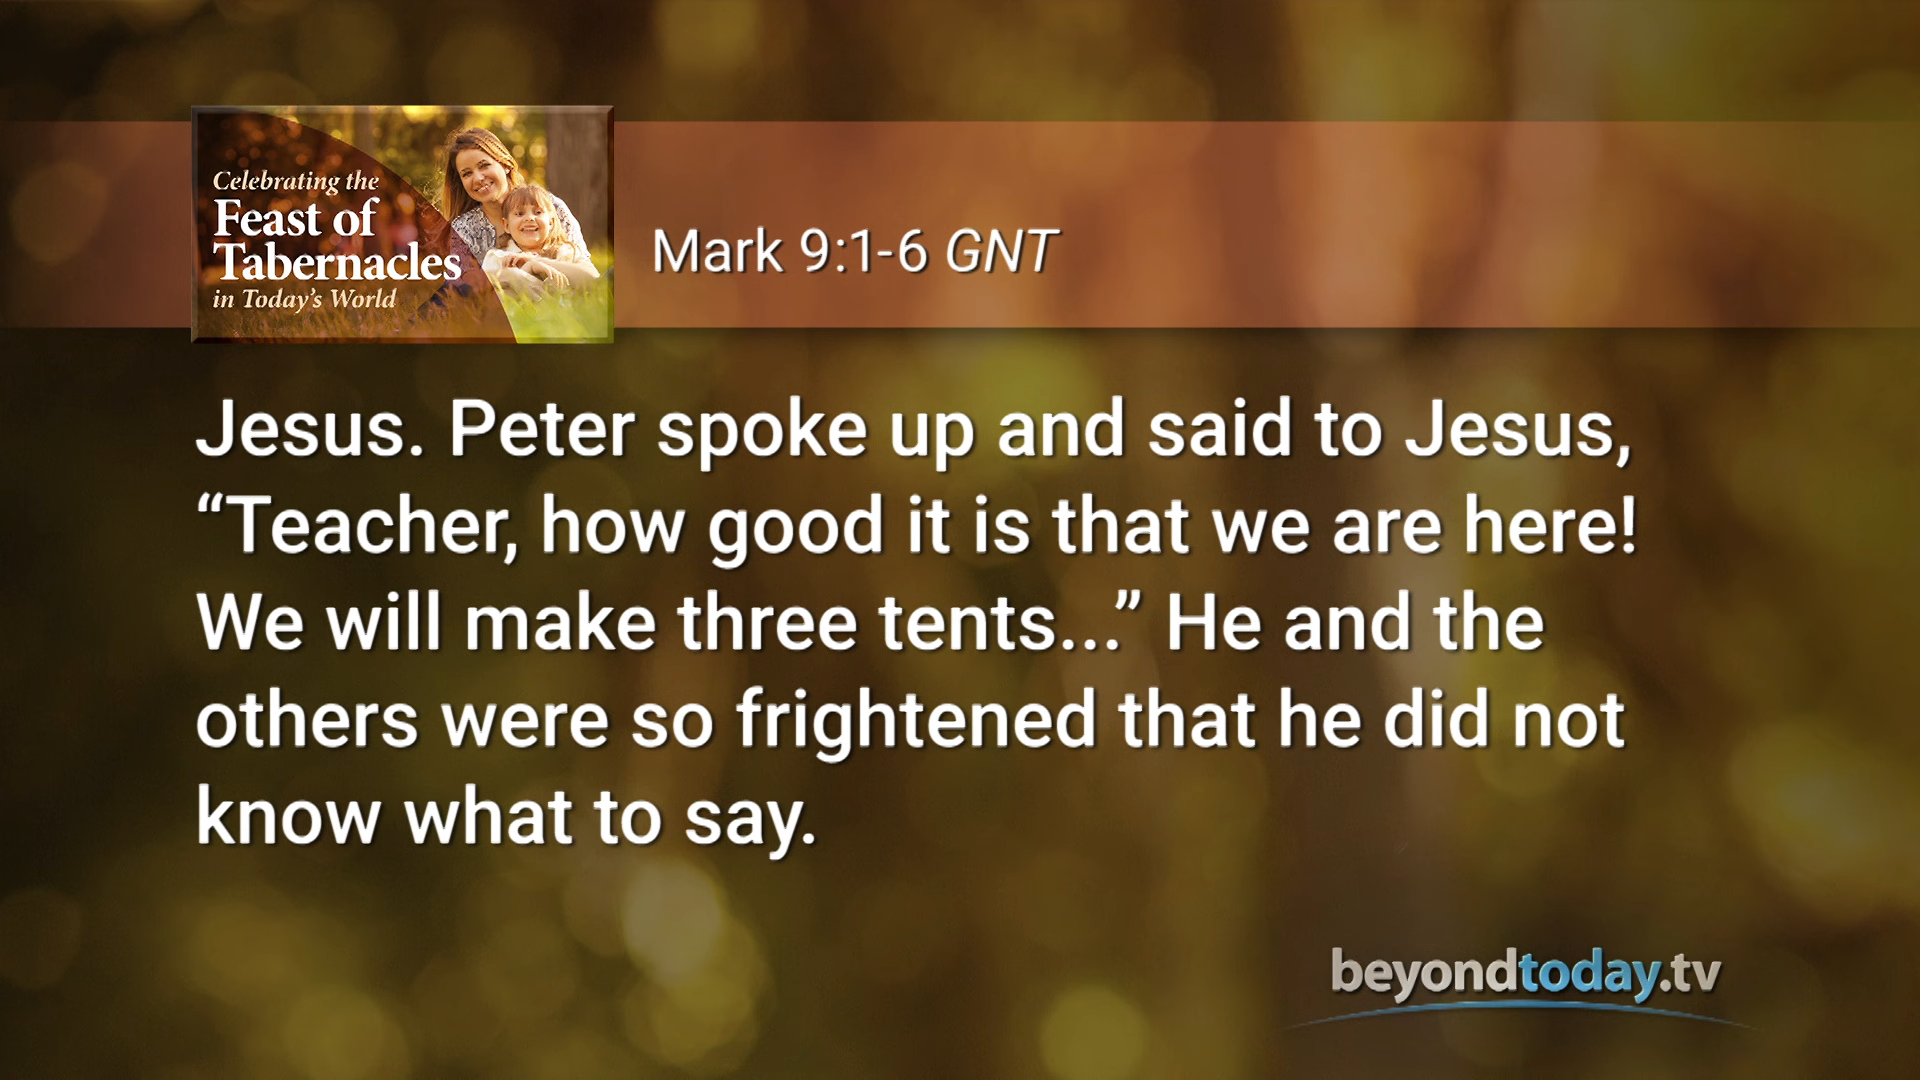 Celebrating the
Feast of
Tabernacles
in Today's World
Mark 9:1-6 GNT
Jesus. Peter spoke up and said to Jesus,
“Teacher, how good it is that we are here!
We will make three tents...” He and the
others were so frightened that he did not
know what to say.
beyondtoday.tv